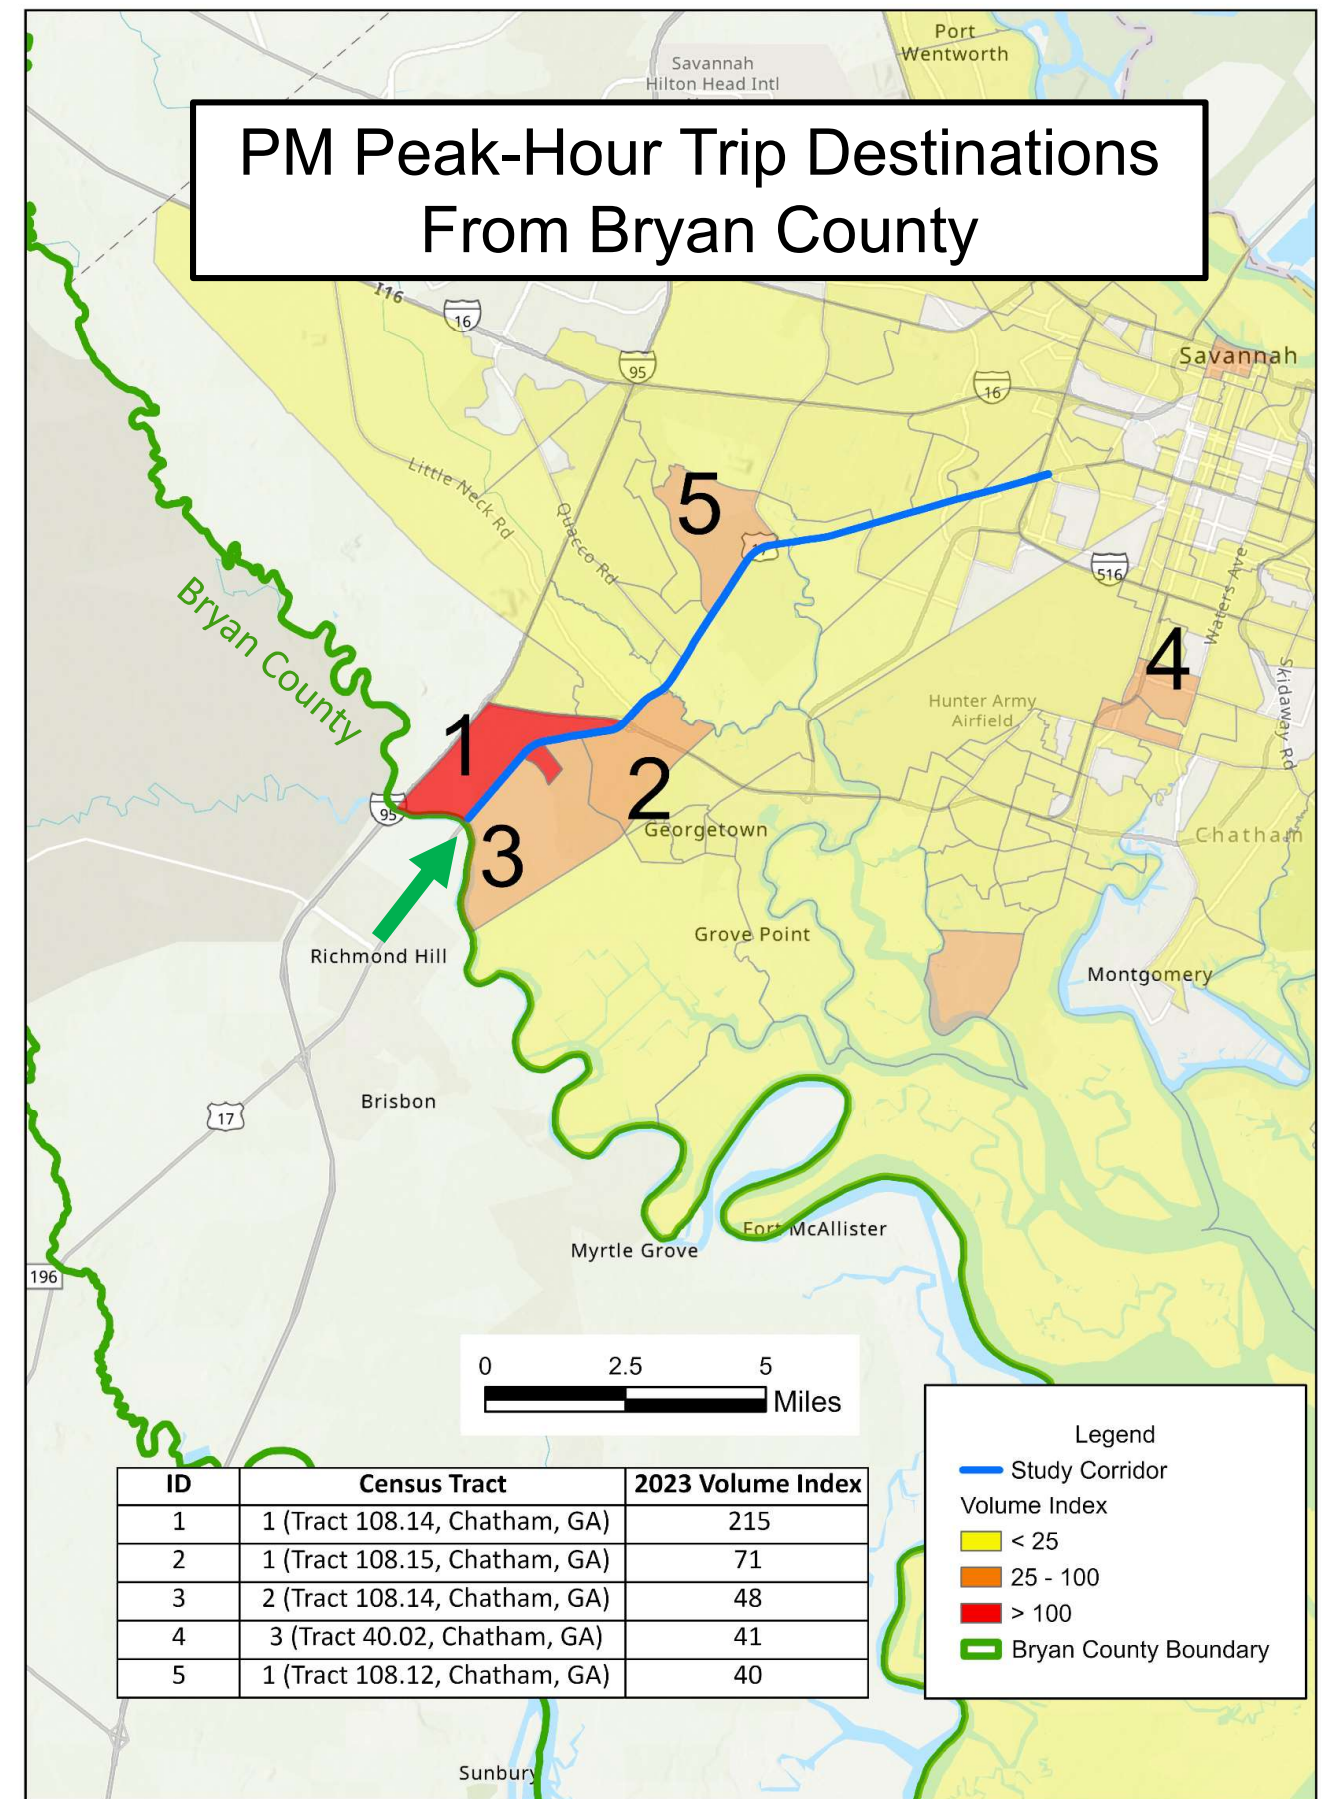 Port
Wentworth
Savannah
Hilton Head Intl
PM Peak-Hour Trip Destinations
From Bryan County
I16
16
95
16
Savannah
Little Neck Rd
Quacco Rd
5
17
516
Waters Ave
Bryan County
4
Skidaway Rd
Hunter Army
Airfield
1
2
95
Georgetown
Chatham
3
Grove Point
Richmond Hill
Montgomery
Brisbon
17
Fort McAllister
Myrtle Grove
196
0 2.5 5
Miles
Legend
Study Corridor
Volume Index
< 25
25 - 100
> 100
Bryan County Boundary
ID Census Tract 2023 Volume Index
1 1 (Tract 108.14, Chatham, GA) 215
2 1 (Tract 108.15, Chatham, GA) 71
3 2 (Tract 108.14, Chatham, GA) 48
4 3 (Tract 40.02, Chatham, GA) 41
5 1 (Tract 108.12, Chatham, GA) 40
Sunbury